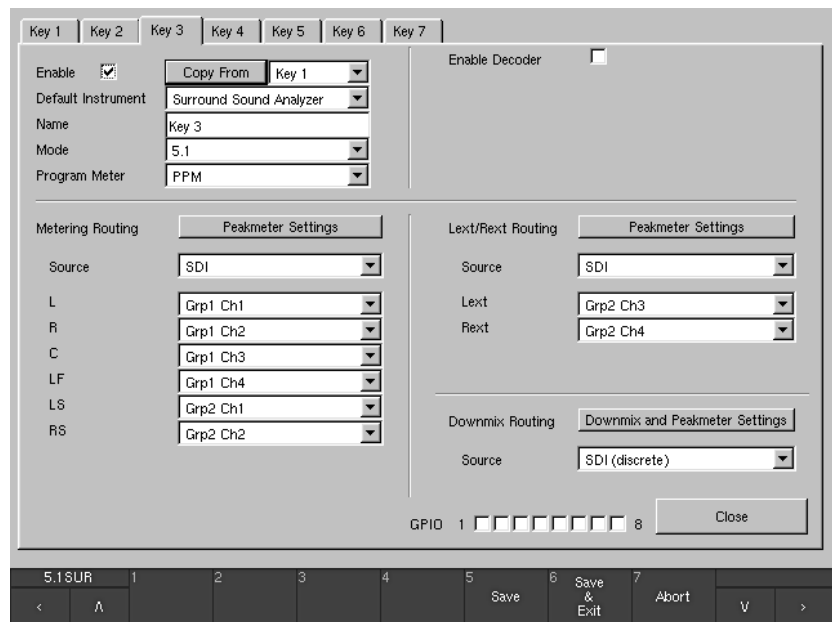 Key 1 Key 2 Key 3 Key 4 Key 5 Key 6 Key 7
Enable Copy From Key 1
Default Instrument Surround Sound Analyzer
Name Key 3
Mode 5.1
Program Meter PPM
Enable Decoder
Metering Routing Peakmeter Settings
Source SDI
L Grp1 Ch1
R Grp1 Ch2
C Grp1 Ch3
LF Grp1 Ch4
LS Grp2 Ch1
RS Grp2 Ch2
Lext/Rext Routing Peakmeter Settings
Source SDI
Lext Grp2 Ch3
Rext Grp2 Ch4
Downmix Routing Downmix and Peakmeter Settings
Source SDI (discrete)
GPIO 1 8 Close
5.1SUR 1 2 3 4 5 Save 6 Save & Exit 7 Abort
< Λ V >